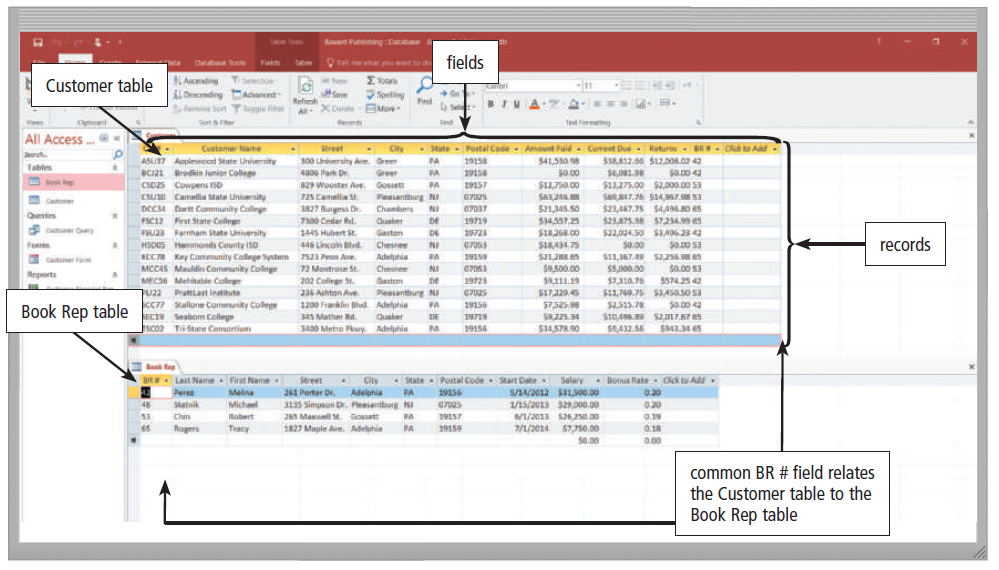 Table Tools Bavant Publishing : Database
Database Tools Fields Table Tell me what you want to do
fields
Customer table
Ascending Selection New Totals
Descending Advanced Save Spelling
Remove Sort Toggle Filter Refresh All Delete More Find Go To Select
Calibri 11
B I U A
Views Clipboard Sort & Filter Records Find Text Formatting
All Access ...
Search..
Tables
Book Rep
Customer
Queries
Customer Query
Forms
Customer Form
Reports
Customer
Customer Name Street City State Postal Code Amount Paid Current Due Returns BR # Click to Add
ASU37 Applewood State University 300 University Ave. Greer PA 19158 $41,550.98 $38,812.66 $12,008.02 42
BCJ21 Brodkin Junior College 4806 Park Dr. Greer PA 19158 $0.00 $6,081.98 $0.00 42
CSD25 Cowpens ISD 829 Wooster Ave. Gossett PA 19157 $12,750.00 $13,275.00 $2,000.00 53
CSU10 Camellia State University 725 Camellia St. Pleasantburg NJ 07025 $63,246.88 $69,847.76 $14,967.98 53
DCC34 Dartt Community College 3827 Burgess Dr. Chambers NJ 07037 $21,345.50 $23,467.75 $4,496.80 65
FSC12 First State College 7300 Cedar Rd. Quaker DE 19719 $34,557.25 $23,875.98 $7,234.99 65
FSU23 Farnham State University 1445 Hubert St. Gaston DE 19723 $18,268.00 $22,024.50 $3,496.23 42
HSD05 Hammonds County ISD 446 Lincoln Blvd. Chesnee NJ 07053 $18,434.75 $0.00 $0.00 53
KEC78 Key Community College System 7523 Penn Ave. Adelphia PA 19159 $21,288.65 $11,367.49 $2,256.98 65
MCC45 Mauldin Community College 72 Montrose St. Chesnee NJ 07053 $9,500.00 $5,000.00 $0.00 53
MEC56 Mehitable College 202 College St. Gaston DE 19723 $9,111.19 $7,310.76 $574.25 42
PLI22 PrattLast Institute 236 Ashton Ave. Pleasantburg NJ 07025 $17,229.45 $11,769.75 $3,450.50 53
SCC77 Stallone Community College 1200 Franklin Blvd. Adelphia PA 19156 $7,525.98 $2,515.78 $0.00 42
SEC19 Seaborn College 345 Mather Rd. Quaker DE 19719 $9,225.34 $10,496.89 $2,017.67 65
TSC02 Tri-State Consortium 3400 Metro Pkwy. Adelphia PA 19156 $34,578.90 $9,432.56 $943.34 65
records
Book Rep table
Book Rep
BR # Last Name First Name Street City State Postal Code Start Date Salary Bonus Rate Click to Add
42 Perez Melina 261 Porter Dr. Adelphia PA 19156 5/14/2012 $31,500.00 0.20
48 Statnik Michael 3135 Simpson Dr. Pleasantburg NJ 07025 1/15/2013 $29,000.00 0.20
53 Chin Robert 265 Maxwell St. Gossett PA 19157 6/1/2013 $26,250.00 0.19
65 Rogers Tracy 1827 Maple Ave. Adelphia PA 19159 7/1/2014 $7,750.00 0.18
$0.00 0.00
common BR # field relates
the Customer table to the
Book Rep table